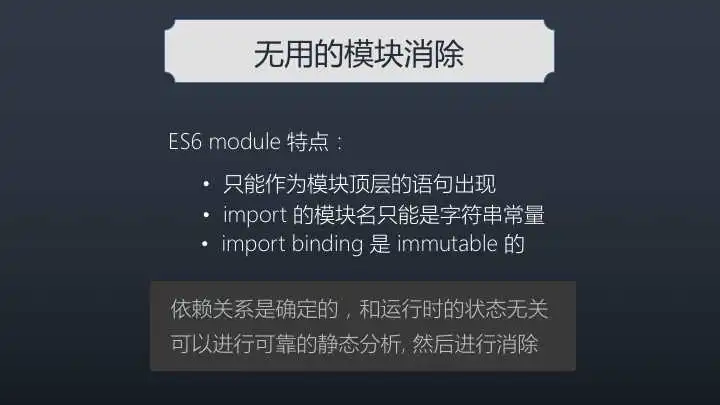 无用的模块消除
ES6 module 特点：
• 只能作为模块顶层的语句出现
• import 的模块名只能是字符串常量
• import binding 是 immutable 的
依赖关系是确定的，和运行时的状态无关
可以进行可靠的静态分析, 然后进行消除